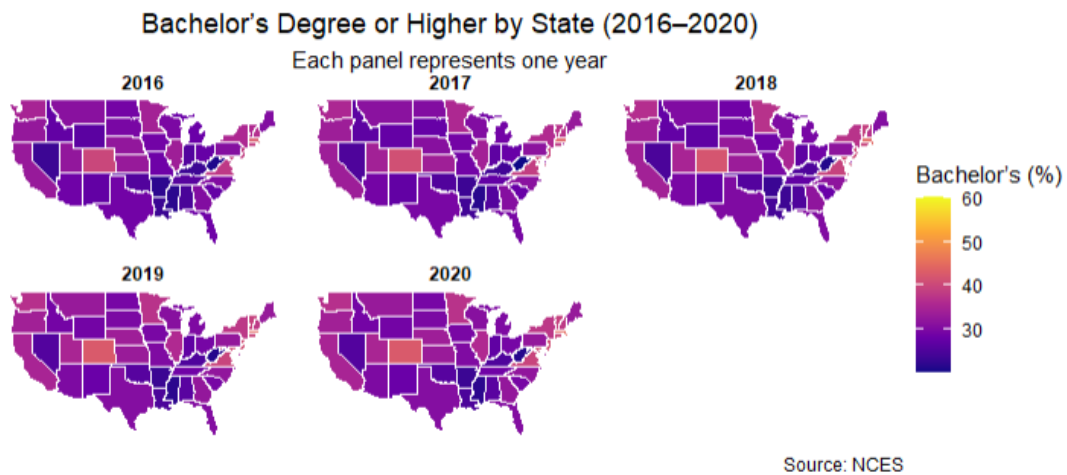 Bachelor's Degree or Higher by State (2016–2020)
Each panel represents one year
2016
2017
2018
Bachelor's (%)
60
50
40
30
2019
2020
Source: NCES